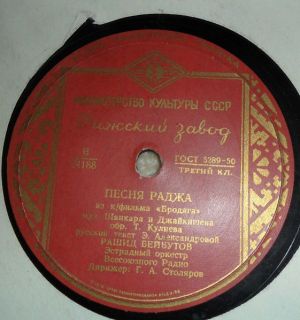 МИНИСТЕРСТВО КУЛЬТУРЫ СССР
Рижский завод
Н
ГОСТ 5289-50
ТРЕТИЙ КЛ.
ПЕСНЯ РАДЖА
из к/фильма «Бродяга»
муз. Шанкара и Джайкишена
обр. Т. Кулиева
русский текст Э. Александровой
РАШИД БЕЙБУТОВ
Эстрадный оркестр
Всесоюзного Радио
Дирижер: Г. А. Столяров